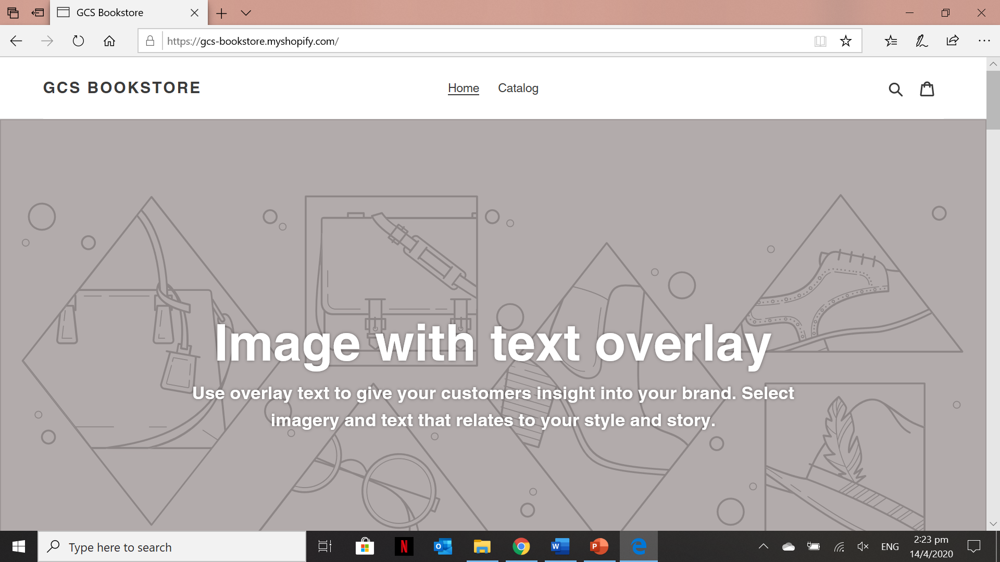 GCS Bookstore
https://gcs-bookstore.myshopify.com/
GCS BOOKSTORE
Home
Catalog
Image with text overlay
Use overlay text to give your customers insight into your brand. Select
imagery and text that relates to your style and story.
Type here to search
N
O
W
P
ENG
2:23 pm
14/4/2020